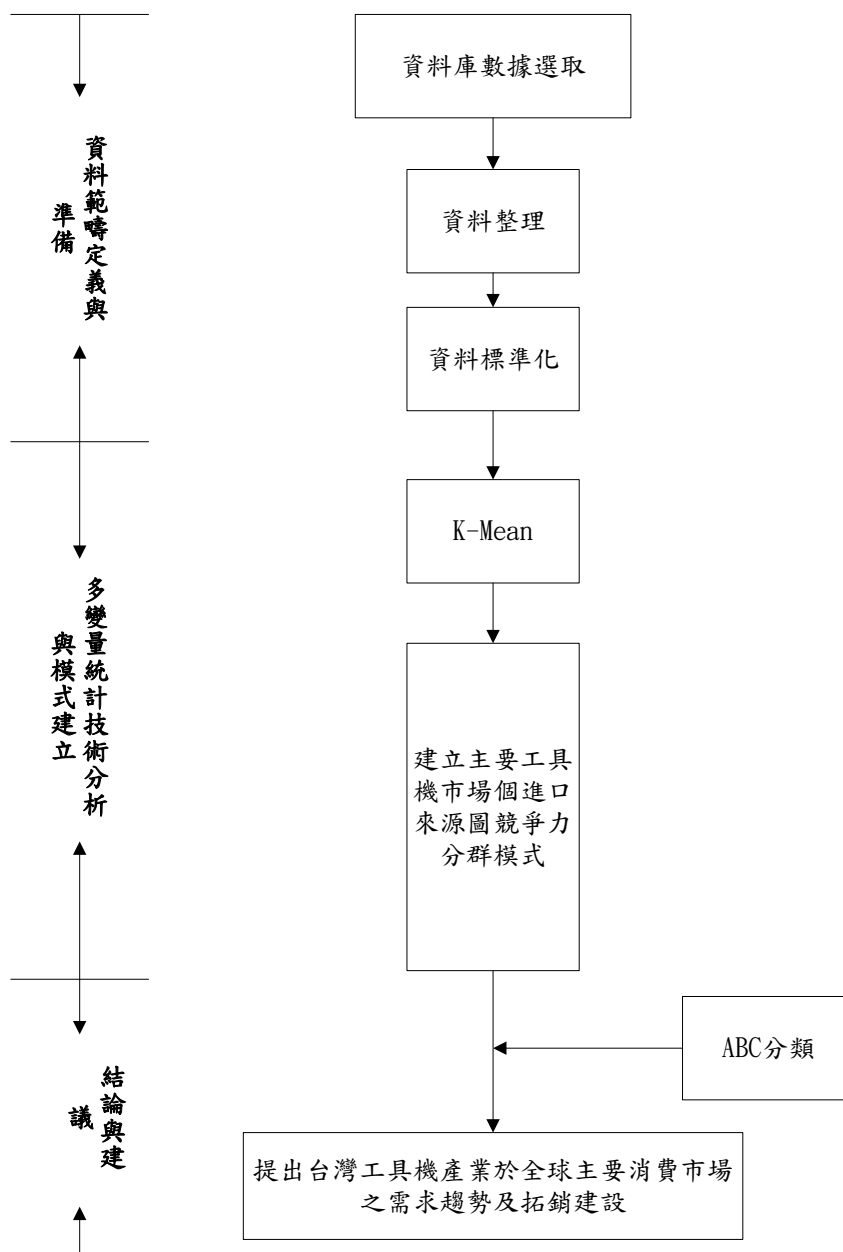 資料庫數據選取
資料範疇定義與
準備
資料整理
資料標準化
K-Mean
多變量統計技術分析
與模式建立
建立主要工具
機市場個進口
來源圖競爭力
分群模式
ABC分類
結論與建
議
提出台灣工具機產業於全球主要消費市場
之需求趨勢及拓銷建設